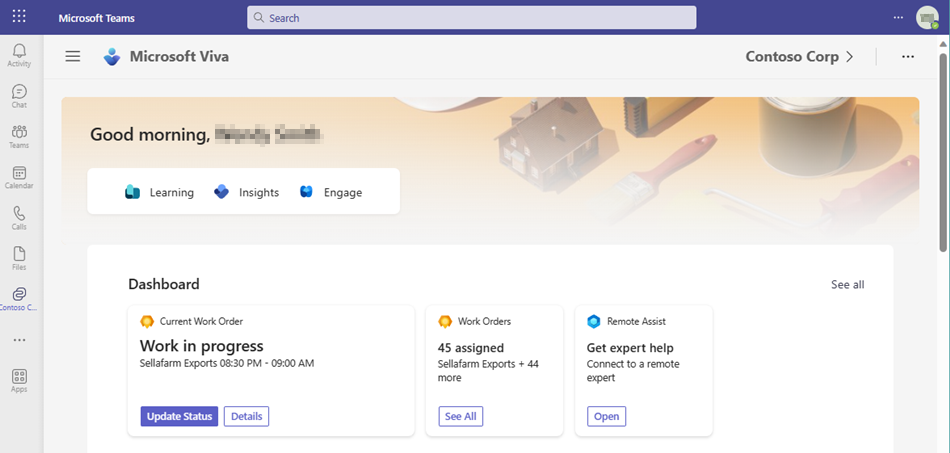 Microsoft Teams
Search
Activity
Chat
Teams
Calendar
Calls
Files
Contoso C...
Apps
Microsoft Viva
Contoso Corp
Good morning,
Learning
Insights
Engage
Dashboard
See all
Current Work Order
Work in progress
Sellafarm Exports 08:30 PM - 09:00 AM
Update Status
Details
Work Orders
45 assigned
Sellafarm Exports + 44
more
See All
Remote Assist
Get expert help
Connect to a remote
expert
Open